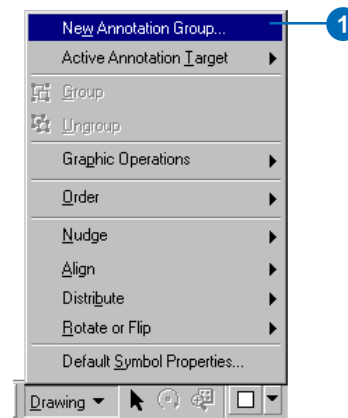 New Annotation Group...
1
Active Annotation Target
Group
Ungroup
Graphic Operations
Order
Nudge
Align
Distribute
Rotate or Flip
Default Symbol Properties...
Drawing